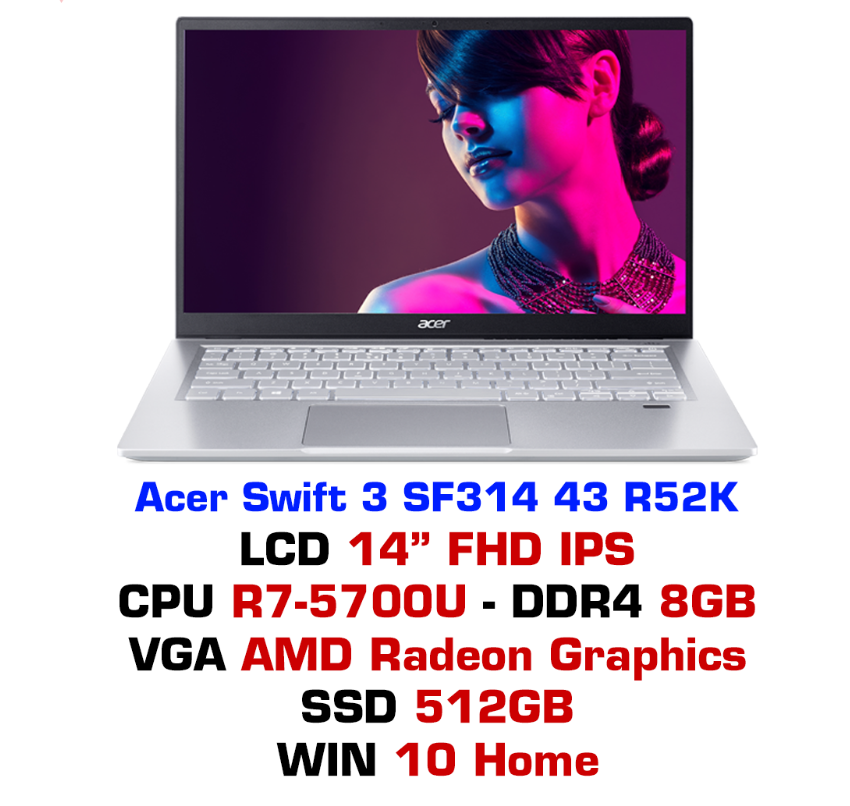 acer
Acer Swift 3 SF314 43 R52K
LCD 14” FHD IPS
CPU R7-5700U - DDR4 8GB
VGA AMD Radeon Graphics
SSD 512GB
WIN 10 Home